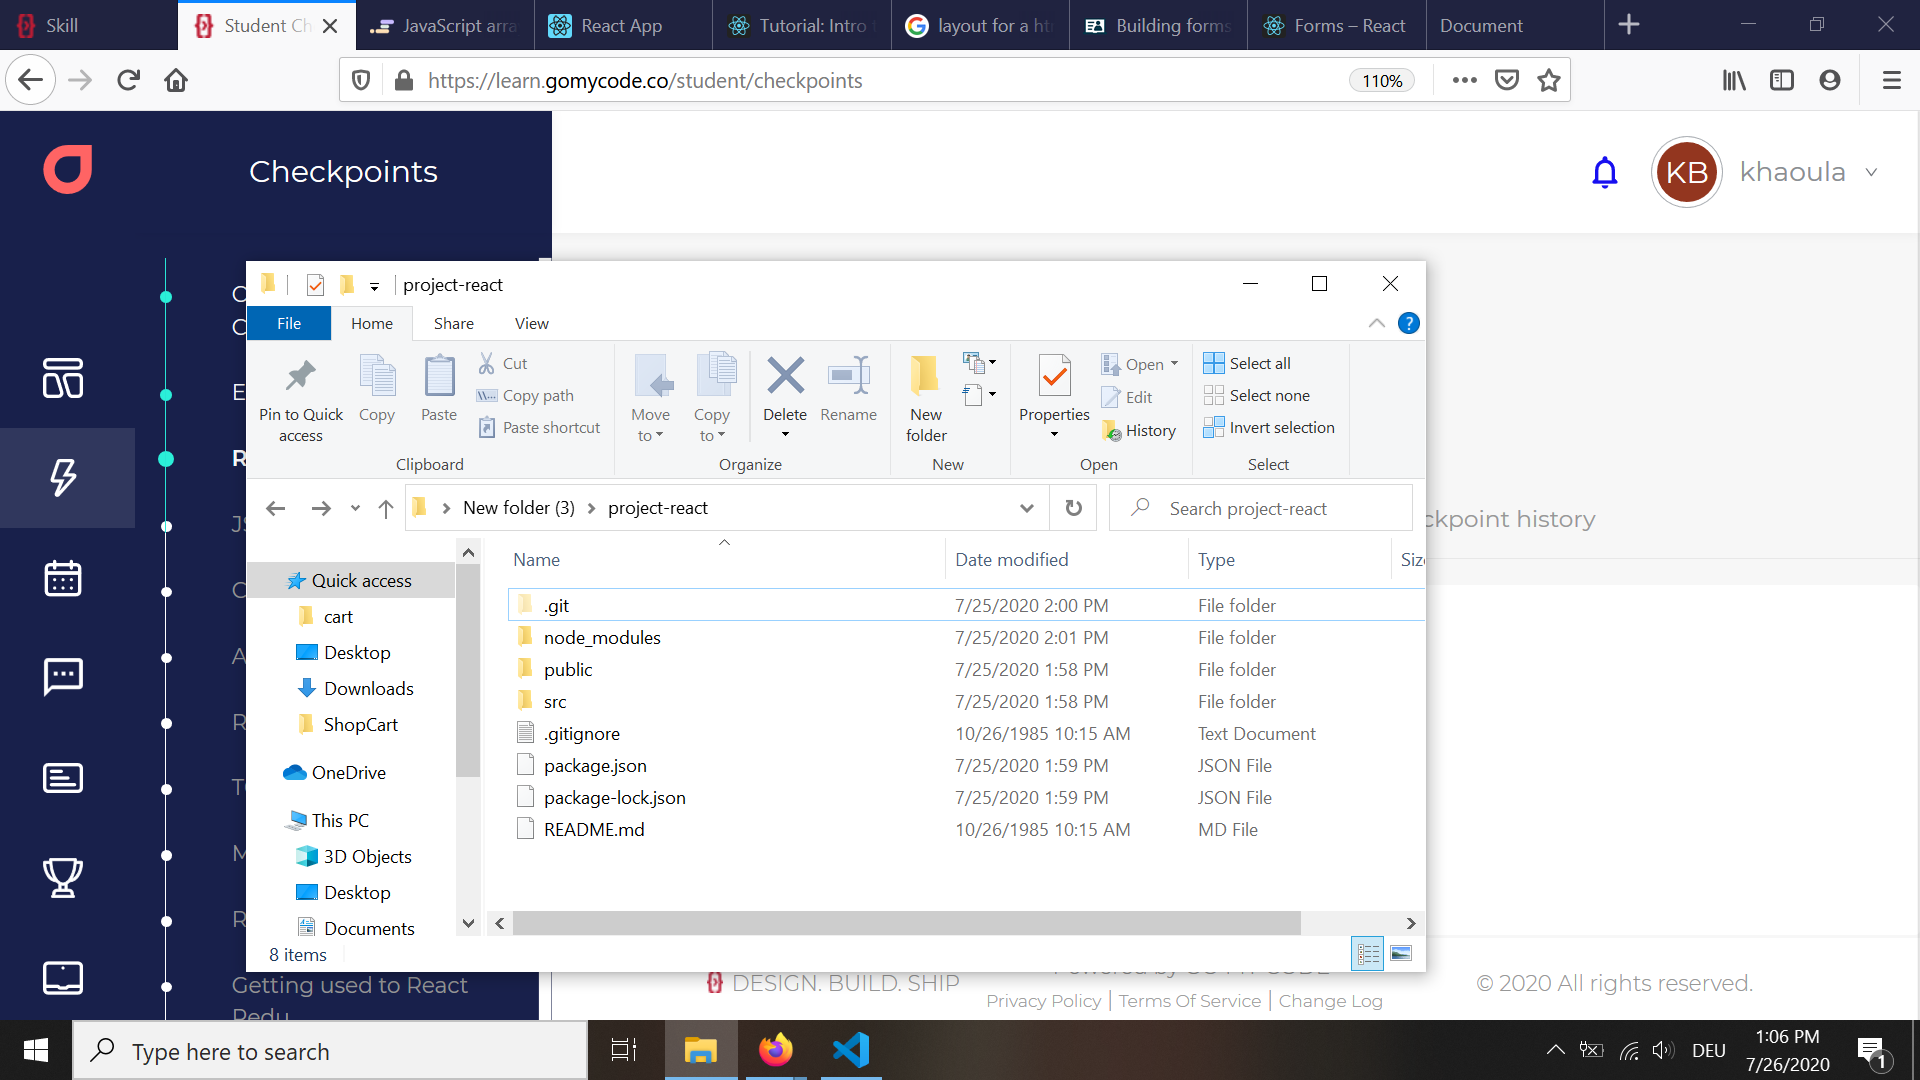 Skill
Student Ch
JavaScript arra
React App
Tutorial: Intro t
layout for a ht
Building forms
Forms – React
Document
https://learn.gomycode.co/student/checkpoints
110%
Checkpoints
KB
khaoula
project-react
File
Home
Share
View
Pin to Quick access
Copy
Paste
Cut
Copy path
Paste shortcut
Clipboard
Move to
Copy to
Delete
Rename
Organize
New folder
New
Properties
Open
Edit
History
Open
Select all
Select none
Invert selection
Select
New folder (3)
project-react
Search project-react
ckpoint history
Name
Date modified
Type
Siz
Quick access
cart
Desktop
Downloads
ShopCart
OneDrive
This PC
3D Objects
Desktop
Documents
.git 7/25/2020 2:00 PM File folder
node_modules 7/25/2020 2:01 PM File folder
public 7/25/2020 1:58 PM File folder
src 7/25/2020 1:58 PM File folder
.gitignore 10/26/1985 10:15 AM Text Document
package.json 7/25/2020 1:59 PM JSON File
package-lock.json 7/25/2020 1:59 PM JSON File
README.md 10/26/1985 10:15 AM MD File
8 items
Getting used to React
Redu
DESIGN. BUILD. SHIP
Privacy Policy | Terms Of Service | Change Log
© 2020 All rights reserved.
Type here to search
DEU
1:06 PM
7/26/2020
1